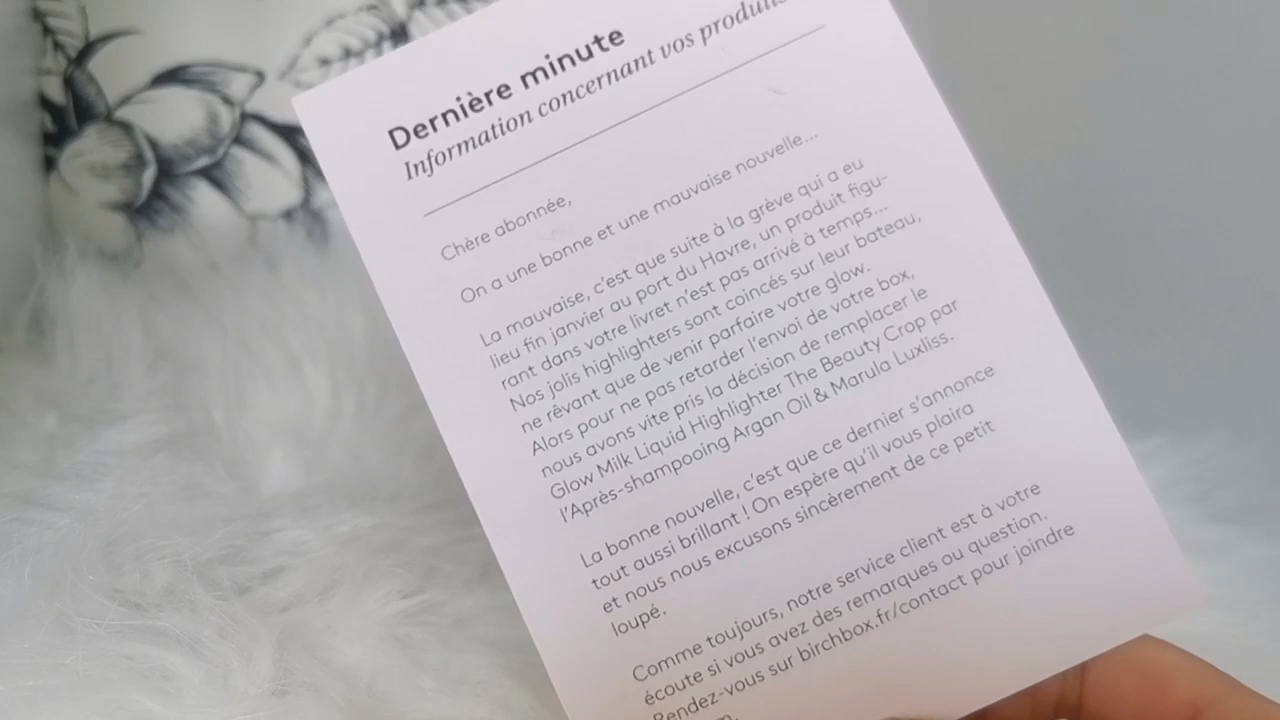 Dernière minute
Information concernant vos produits
Chère abonnée,
On a une bonne et une mauvaise nouvelle...
La mauvaise, c'est que suite à la grève qui a eu
lieu fin janvier au port du Havre, un produit figu-
rant dans votre livret n'est pas arrivé à temps...
Nos jolis highlighters sont coincés sur leur bateau,
ne rêvant que de venir parfaire votre glow.
Alors pour ne pas retarder l'envoi de votre box,
nous avons vite pris la décision de remplacer le
Glow Milk Liquid Highlighter The Beauty Crop par
l'Après-shampooing Argan Oil & Marula Luxliss.
La bonne nouvelle, c'est que ce dernier s'annonce
tout aussi brillant ! On espère qu'il vous plaira
et nous nous excusons sincèrement de ce petit
loupé.
Comme toujours, notre service client est à votre
écoute si vous avez des remarques ou question.
Rendez-vous sur birchbox.fr/contact pour joindre